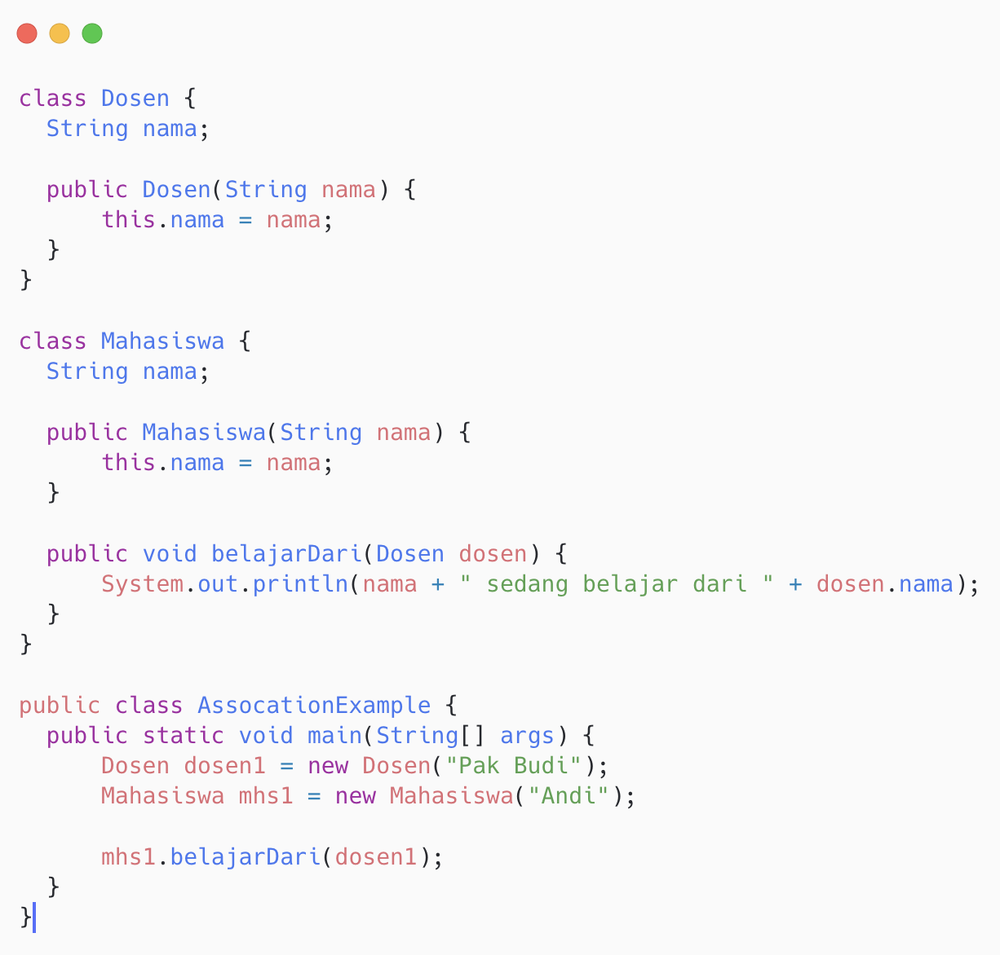 class Dosen {
  String nama;

  public Dosen(String nama) {
      this.nama = nama;
  }
}

class Mahasiswa {
  String nama;

  public Mahasiswa(String nama) {
      this.nama = nama;
  }

  public void belajarDari(Dosen dosen) {
      System.out.println(nama + " sedang belajar dari " + dosen.nama);
  }
}

public class AssocationExample {
  public static void main(String[] args) {
      Dosen dosen1 = new Dosen("Pak Budi");
      Mahasiswa mhs1 = new Mahasiswa("Andi");

      mhs1.belajarDari(dosen1);
  }
}